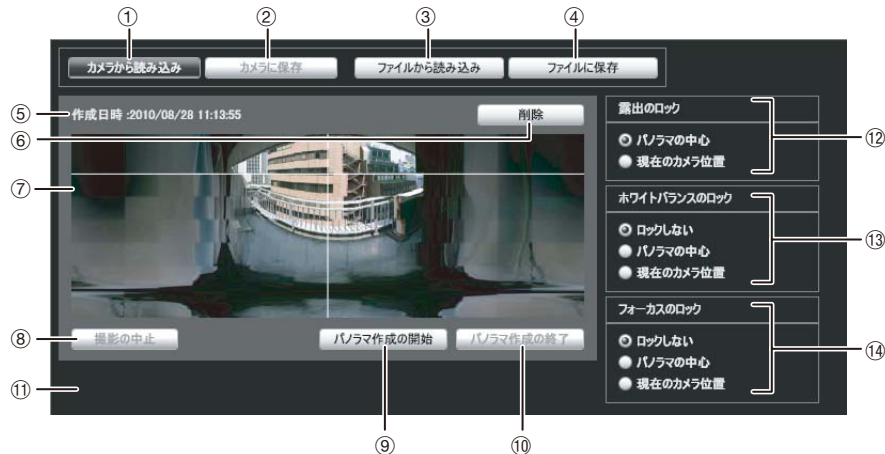 ① ② ③ ④
カメラから読み込み カメラに保存 ファイルから読み込み ファイルに保存
⑤ 作成日時 :2010/08/28 11:13:55 削除
⑥
⑦
⑧ 撮影の中止 パノラマ作成の開始 パノラマ作成の終了
⑪
⑨ ⑩
露出のロック
パノラマの中心
現在のカメラ位置
⑫
ホワイトバランスのロック
ロックしない
パノラマの中心
現在のカメラ位置
⑬
フォーカスのロック
ロックしない
パノラマの中心
現在のカメラ位置
⑭